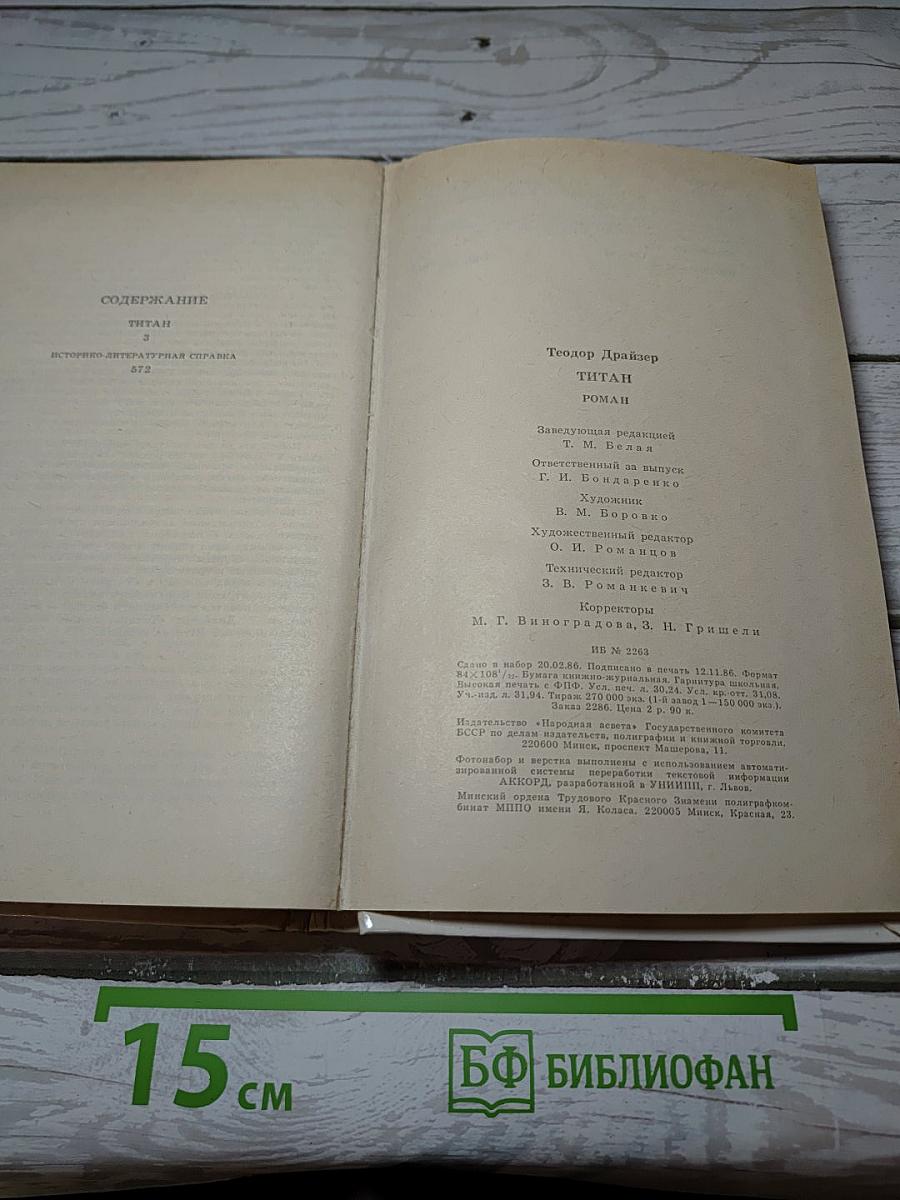 СОДЕРЖАНИЕ
ТИТАН
3
ИСТОРИКО-ЛИТЕРАТУРНАЯ СПРАВКА
572
Теодор Драйзер
ТИТАН
РОМАН
Заведующая редакцией
Т. М. Белая
Ответственный за выпуск
Г. И. Бондаренко
Художник
В. М. Боровко
Художественный редактор
О. И. Романцов
Технический редактор
З. В. Романкевич
Корректоры
М. Г. Виноградова, З. Н. Гришели
ИБ № 2263
Сдано в набор 20.02.86. Подписано в печать 12.11.86. Формат
84×108¹/₃₂. Бумага книжно-журнальная. Гарнитура школьная.
Высокая печать с ФПФ. Усл. печ. л. 30,24. Усл. кр.-отт. 31,08.
Уч.-изд. л. 31,94. Тираж 270 000 экз. (1-й завод 1—150 000 экз.).
Заказ 2286. Цена 2 р. 90 к.
Издательство «Народная асвета» Государственного комитета
БССР по делам издательств, полиграфии и книжной торговли.
220600 Минск, проспект Машерова, 11.
Фотонабор и верстка выполнены с использованием автомати-
зированной системы переработки текстовой информации
АККОРД, разработанной в УНИИПП, г. Львов.
Минский ордена Трудового Красного Знамени полиграфком-
бинат МППО имени Я. Коласа. 220005 Минск, Красная, 23.
15 см
БФ БИБЛИОФАН